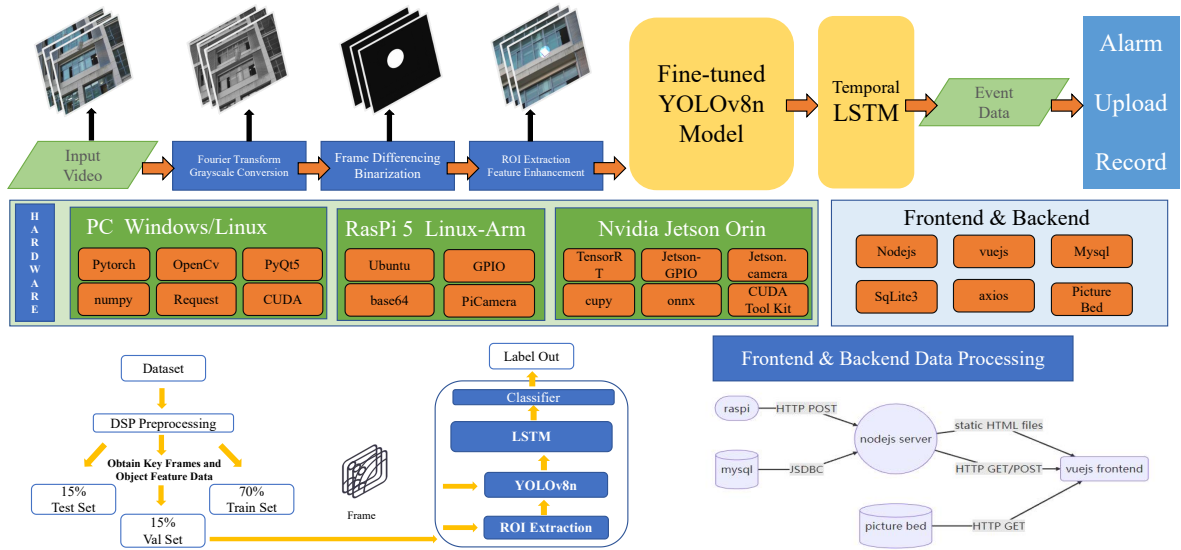 Input
Video
Fourier Transform
Grayscale Conversion
Frame Differencing
Binarization
ROI Extraction
Feature Enhancement
Fine-tuned
YOLOv8n
Model
Temporal
LSTM
Event
Data
Alarm
Upload
Record
HARDWARE
PC Windows/Linux
Pytorch
OpenCv
PyQt5
numpy
Request
CUDA
RasPi 5 Linux-Arm
Ubuntu
GPIO
base64
PiCamera
Nvidia Jetson Orin
TensorR
T
Jetson-
GPIO
Jetson.
camera
cupy
onnx
CUDA
Tool Kit
Frontend & Backend
Nodejs
vuejs
Mysql
SqLite3
axios
Picture
Bed
Dataset
DSP Preprocessing
Obtain Key Frames and
Object Feature Data
15%
Test Set
70%
Train Set
15%
Val Set
Frame
Label Out
Classifier
LSTM
YOLOv8n
ROI Extraction
Frontend & Backend Data Processing
raspi
HTTP POST
nodejs server
static HTML files
mysql
JSDBC
HTTP GET/POST
vuejs frontend
picture bed
HTTP GET